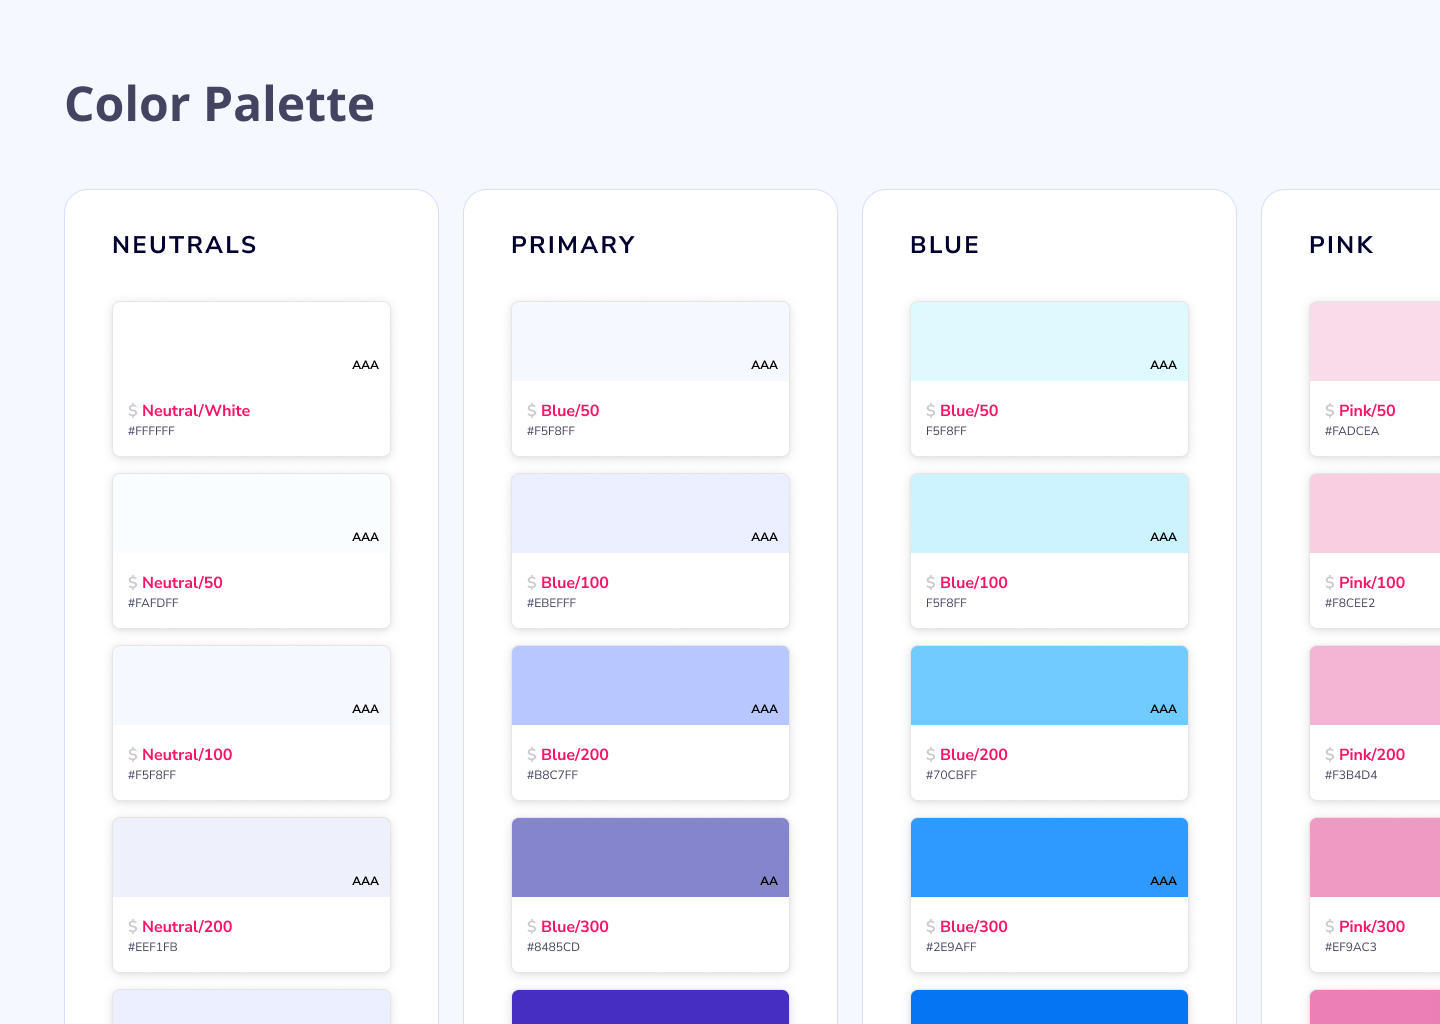 Color Palette
NEUTRALS
AAA
$ Neutral/White
#FFFFFF
AAA
$ Neutral/50
#FAFDFF
AAA
$ Neutral/100
#F5F8FF
AAA
$ Neutral/200
#EEF1FB
PRIMARY
AAA
$ Blue/50
#F5F8FF
AAA
$ Blue/100
#EBEFFF
AAA
$ Blue/200
#B8C7FF
AA
$ Blue/300
#8485CD
BLUE
AAA
$ Blue/50
F5F8FF
AAA
$ Blue/100
F5F8FF
AAA
$ Blue/200
#70CBFF
AAA
$ Blue/300
#2E9AFF
PINK
$ Pink/50
#FADCEA
$ Pink/100
#F8CEE2
$ Pink/200
#F3B4D4
$ Pink/300
#EF9AC3